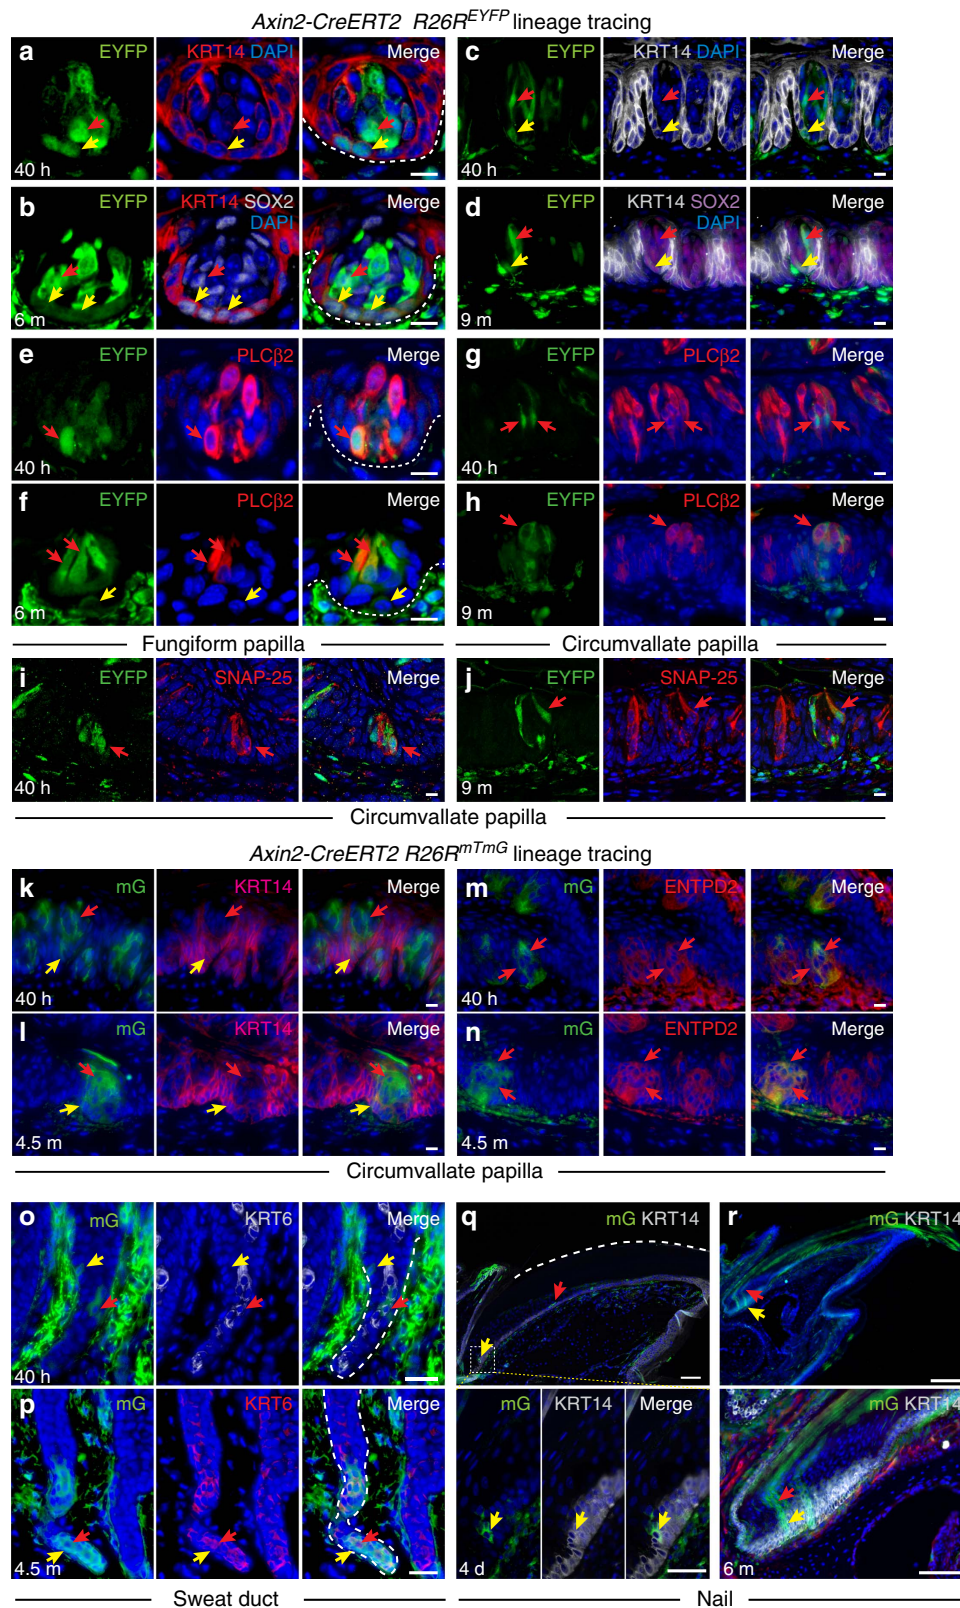 Axin2-CreERT2 R26R^EYFP lineage tracing
a EYFP KRT14 DAPI Merge 40 h
c EYFP KRT14 DAPI Merge 40 h
b EYFP KRT14 SOX2 DAPI Merge 6 m
d EYFP KRT14 SOX2 DAPI Merge 9 m
e EYFP PLCβ2 Merge 40 h
g EYFP PLCβ2 Merge 40 h
f EYFP PLCβ2 Merge 6 m
h EYFP PLCβ2 Merge 9 m
Fungiform papilla
Circumvallate papilla
i EYFP SNAP-25 Merge 40 h
j EYFP SNAP-25 Merge 9 m
Circumvallate papilla
Axin2-CreERT2 R26R^mTmG lineage tracing
k mG KRT14 Merge 40 h
m mG ENTPD2 Merge 40 h
l mG KRT14 Merge 4.5 m
n mG ENTPD2 Merge 4.5 m
Circumvallate papilla
o mG KRT6 Merge 40 h
q mG KRT14
r mG KRT14
p mG KRT6 Merge 4.5 m
mG KRT14 Merge 4 d
mG KRT14 6 m
Sweat duct
Nail